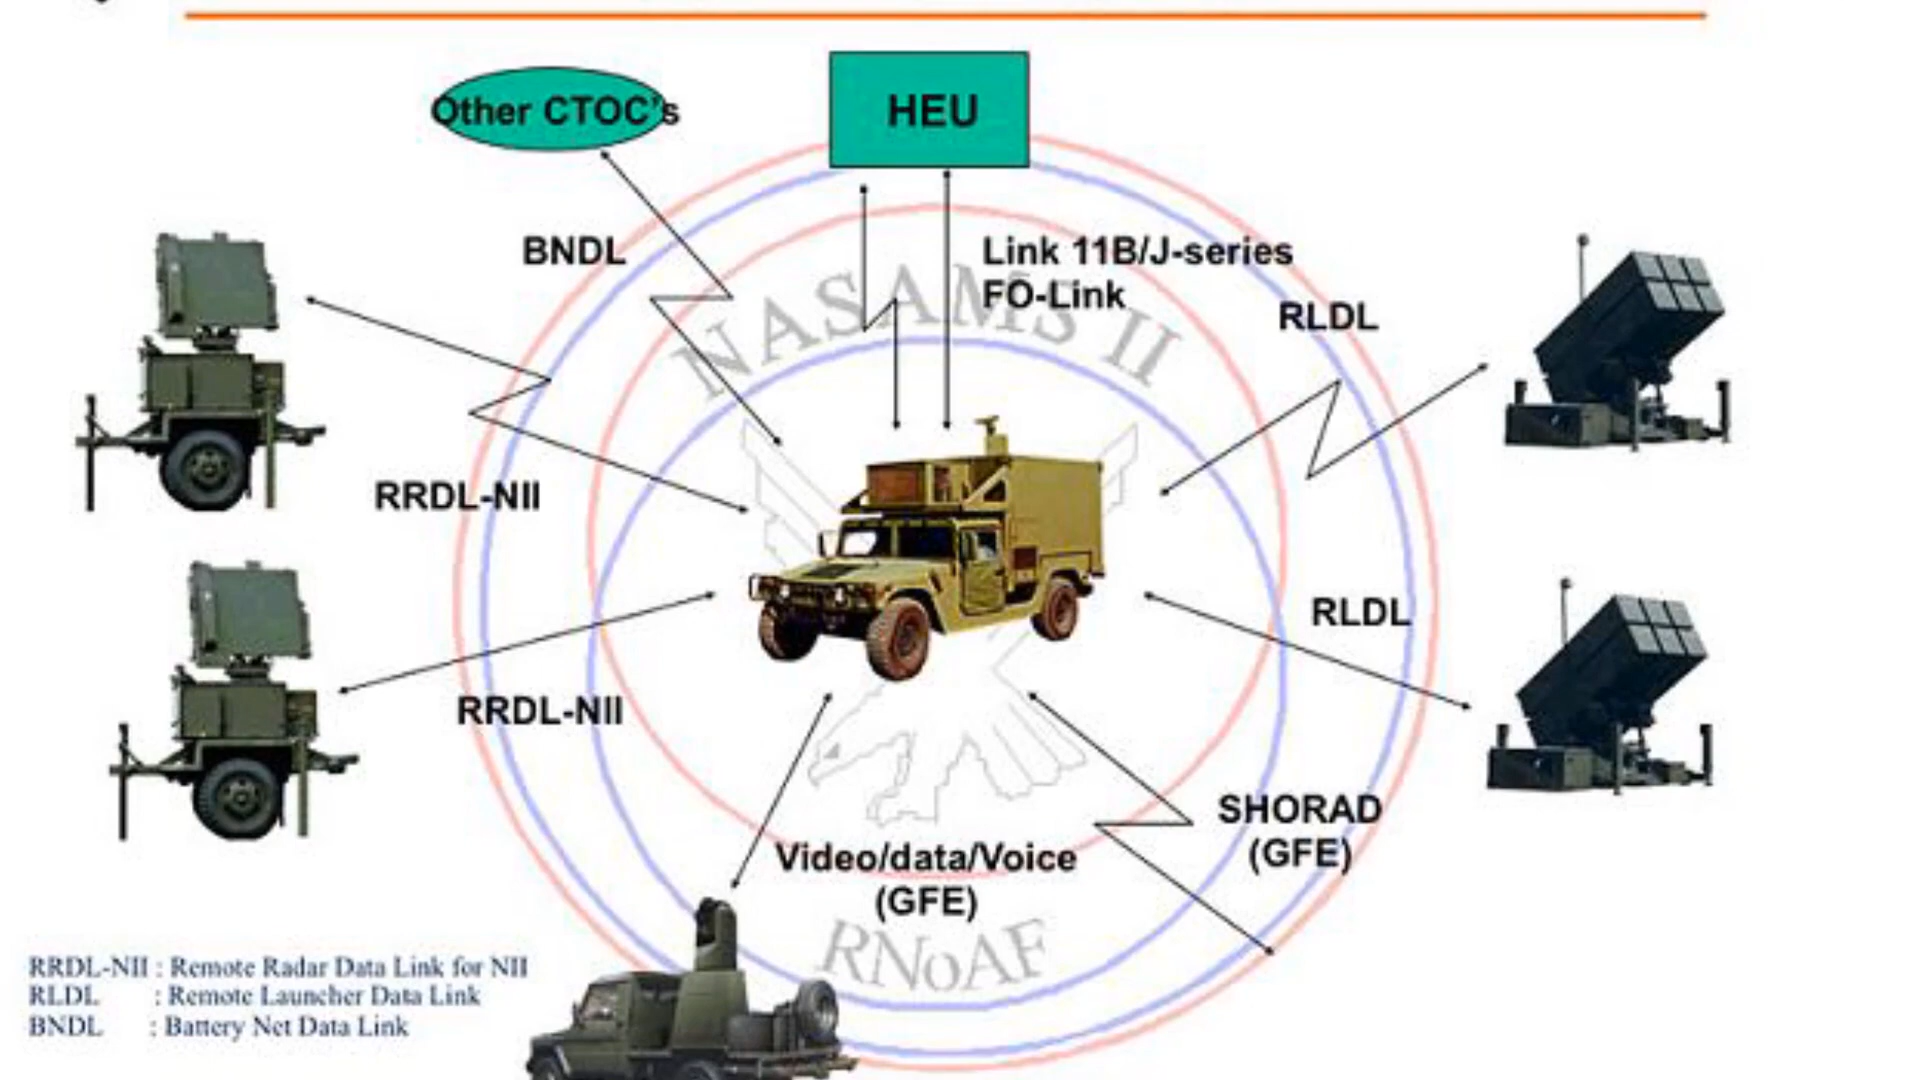 Other CTOC's
HEU
BNDL
Link 11B/J-series
FO-Link
RLDL
NASAMS II
RRDL-NII
RLDL
RRDL-NII
SHORAD
(GFE)
Video/data/Voice
(GFE)
RNoAF
RRDL-NII : Remote Radar Data Link for NII
RLDL : Remote Launcher Data Link
BNDL : Battery Net Data Link